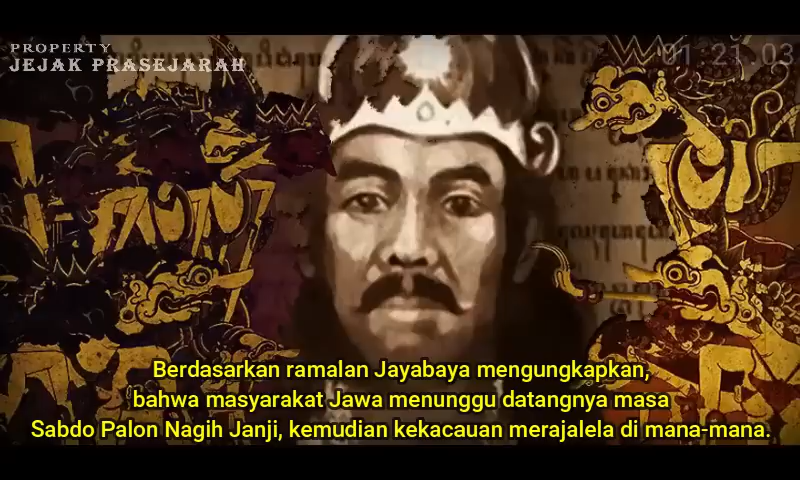 PROPERTY
JEJAK PRASEJARAH
01:21.03
Berdasarkan ramalan Jayabaya mengungkapkan,
bahwa masyarakat Jawa menunggu datangnya masa
Sabdo Palon Nagih Janji, kemudian kekacauan merajalela di mana-mana.